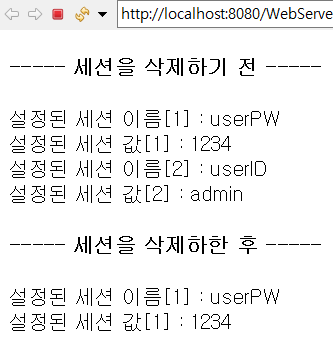 http://localhost:8080/WebServe
----- 세션을 삭제하기 전 -----
설정된 세션 이름[1] : userPW
설정된 세션 값[1] : 1234
설정된 세션 이름[2] : userID
설정된 세션 값[2] : admin
----- 세션을 삭제하한 후 -----
설정된 세션 이름[1] : userPW
설정된 세션 값[1] : 1234